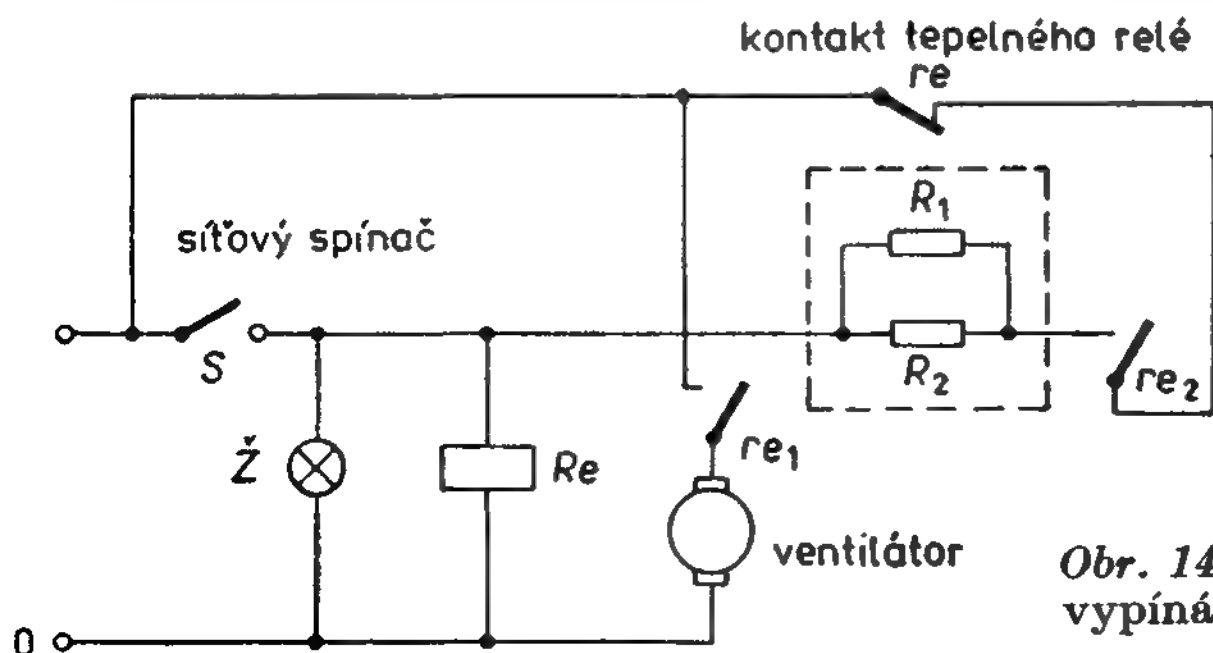 kontakt tepelného relé
re
R₁
síťový spínač
S
R₂
re₂
Ž
Re
re₁
ventilátor
Obr. 14
vypíná
0